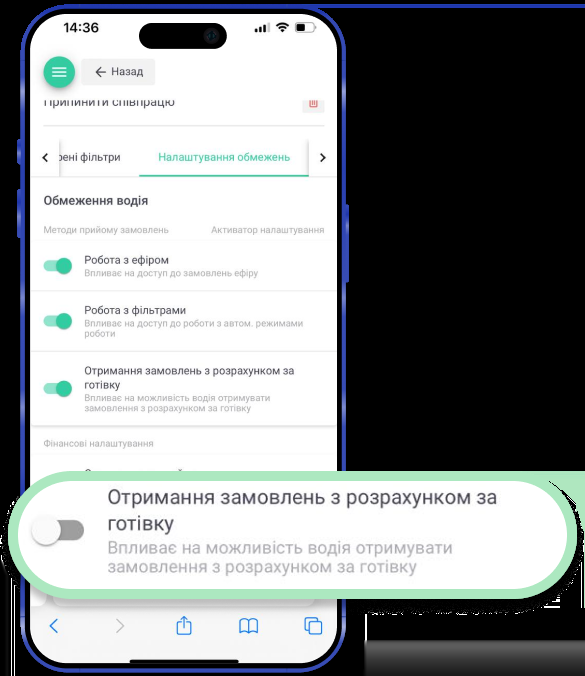 14:36
Назад
Припинити співпрацю
рені фільтри
Налаштування обмежень
Обмеження водія
Методи прийому замовлень
Активатор налаштування
Робота з ефіром
Впливає на доступ до замовлень ефіру
Робота з фільтрами
Впливає на доступ до роботи з автом. режимами
роботи
Отримання замовлень з розрахунком за
готівку
Впливає на можливість водія отримувати
замовлення з розрахунком за готівку
Фінансові налаштування
Отримання замовлень з розрахунком за
готівку
Впливає на можливість водія отримувати
замовлення з розрахунком за готівку